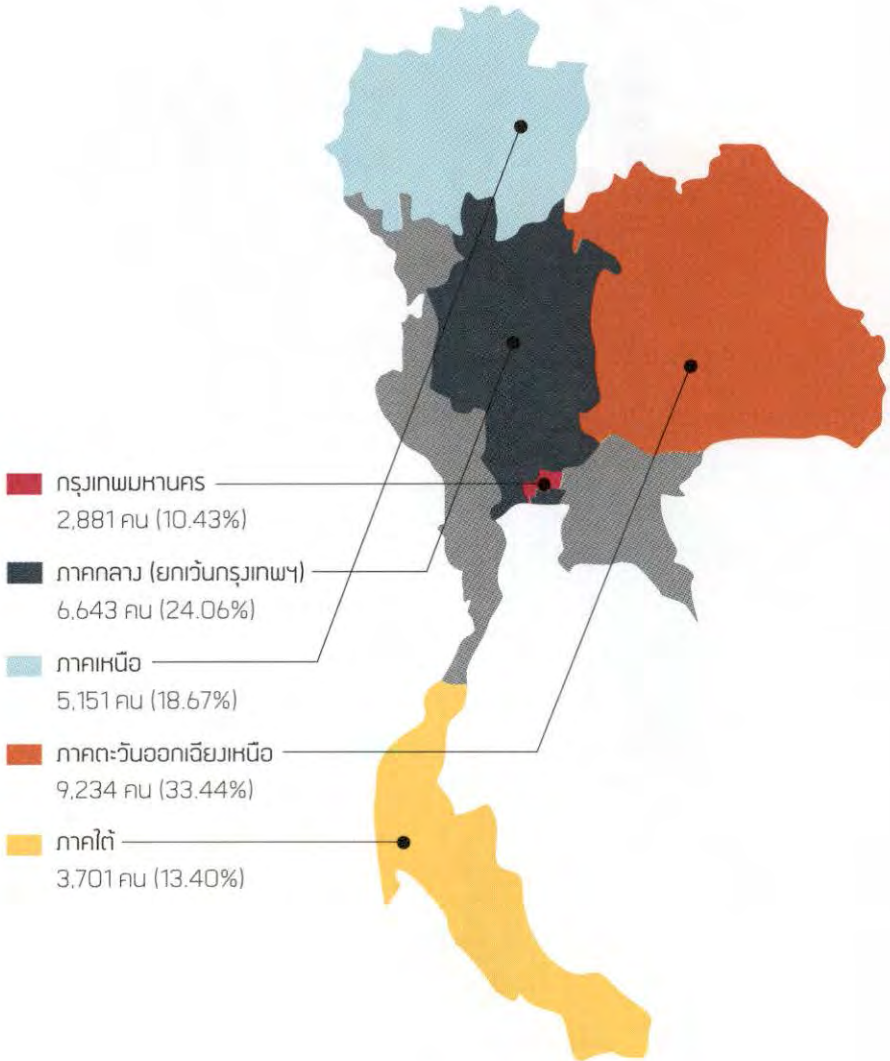 กรุงเทพมหานคร
2,881 คน (10.43%)
ภาคกลาง (ยกเว้นกรุงเทพฯ)
6,643 คน (24.06%)
ภาคเหนือ
5,151 คน (18.67%)
ภาคตะวันออกเฉียงเหนือ
9,234 คน (33.44%)
ภาคใต้
3,701 คน (13.40%)